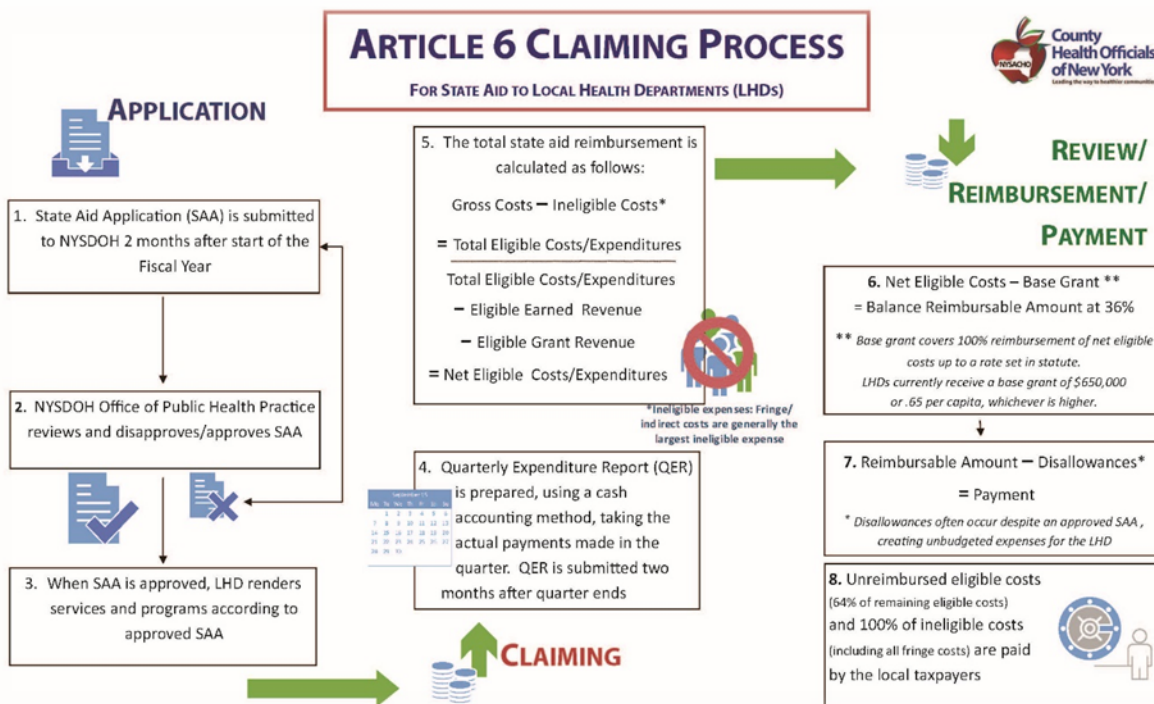 ARTICLE 6 CLAIMING PROCESS
FOR STATE AID TO LOCAL HEALTH DEPARTMENTS (LHDS)
NYSACHO
County
Health Officials
of New York
Leading the way to healthier communities
APPLICATION
1. State Aid Application (SAA) is submitted
to NYSDOH 2 months after start of the
Fiscal Year
2. NYSDOH Office of Public Health Practice
reviews and disapproves/approves SAA
3. When SAA is approved, LHD renders
services and programs according to
approved SAA
CLAIMING
4. Quarterly Expenditure Report (QER)
is prepared, using a cash
accounting method, taking the
actual payments made in the
quarter. QER is submitted two
months after quarter ends
5. The total state aid reimbursement is
calculated as follows:
Gross Costs – Ineligible Costs*
= Total Eligible Costs/Expenditures
Total Eligible Costs/Expenditures
– Eligible Earned Revenue
– Eligible Grant Revenue
= Net Eligible Costs/Expenditures
*Ineligible expenses: Fringe/
indirect costs are generally the
largest ineligible expense
REVIEW/
REIMBURSEMENT/
PAYMENT
6. Net Eligible Costs – Base Grant **
= Balance Reimbursable Amount at 36%
** Base grant covers 100% reimbursement of net eligible
costs up to a rate set in statute.
LHDs currently receive a base grant of $650,000
or .65 per capita, whichever is higher.
7. Reimbursable Amount – Disallowances*
= Payment
* Disallowances often occur despite an approved SAA ,
creating unbudgeted expenses for the LHD
8. Unreimbursed eligible costs
(64% of remaining eligible costs)
and 100% of ineligible costs
(including all fringe costs) are paid
by the local taxpayers